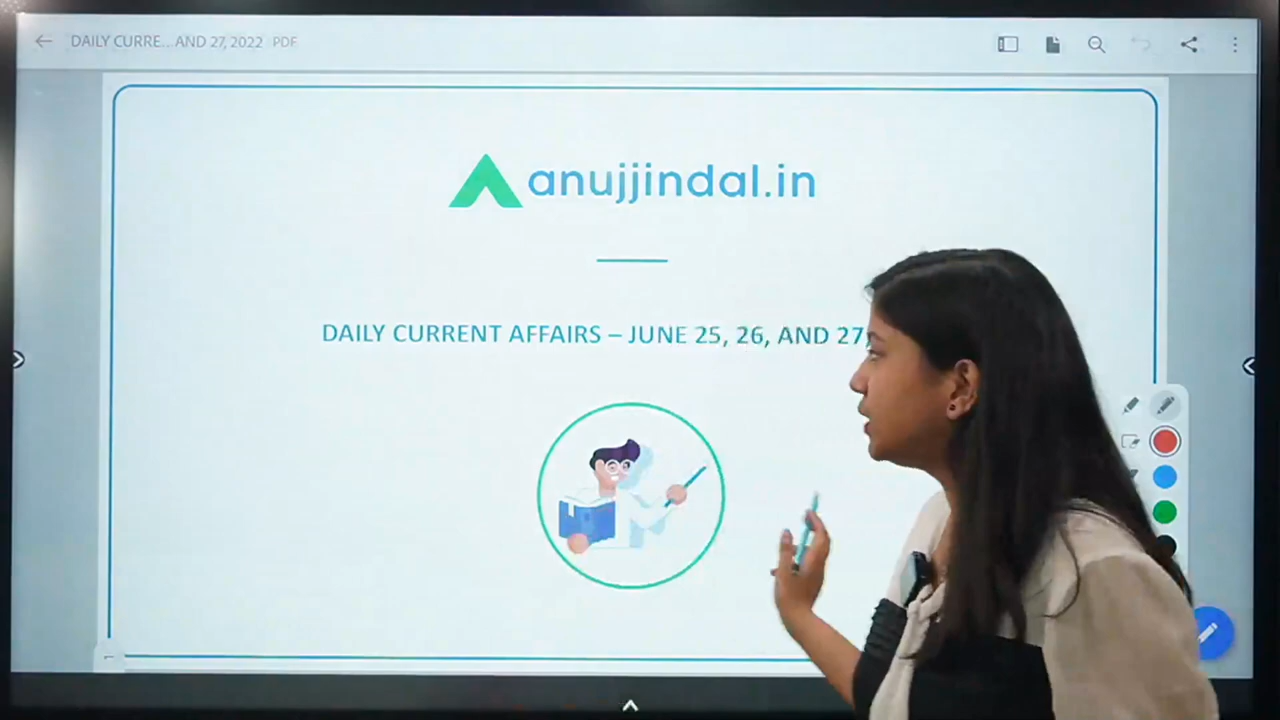 DAILY CURRE... AND 27, 2022 PDF
anujjindal.in
DAILY CURRENT AFFAIRS – JUNE 25, 26, AND 27